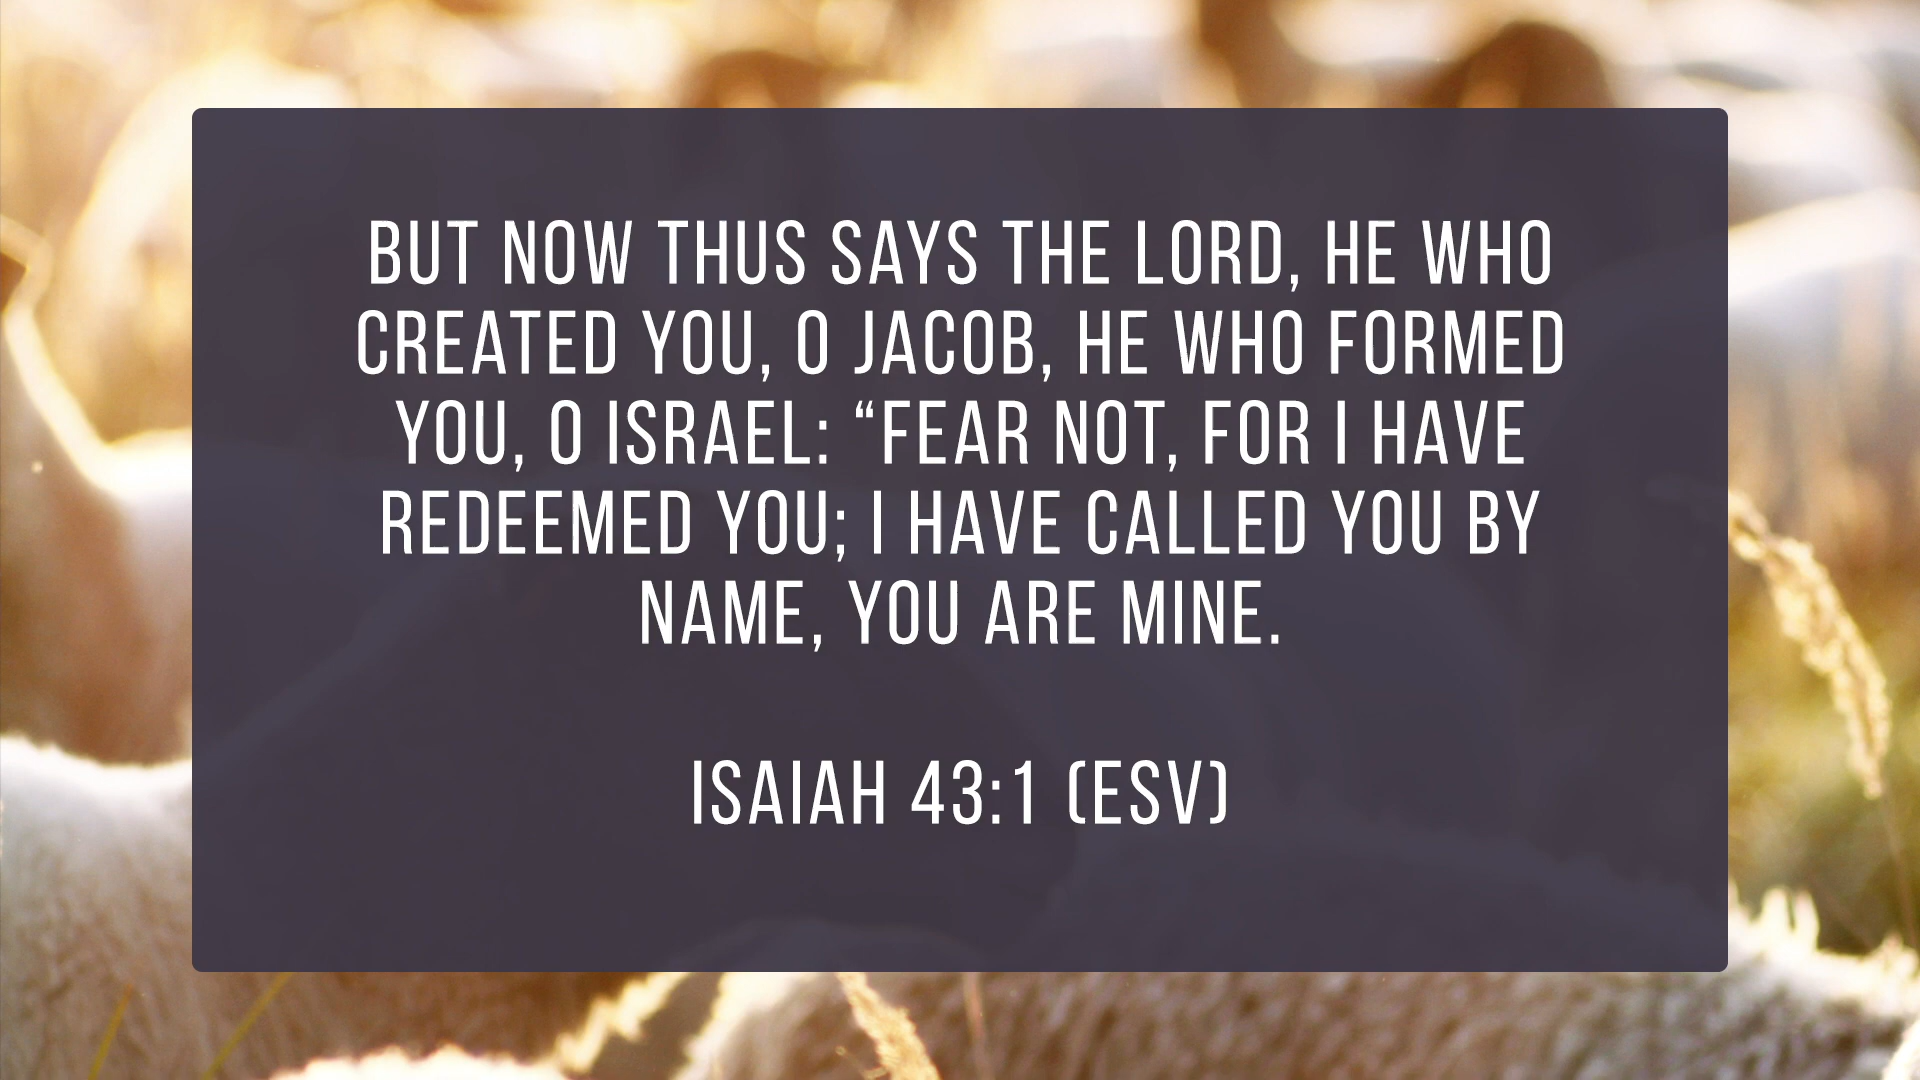 BUT NOW THUS SAYS THE LORD, HE WHO
CREATED YOU, O JACOB, HE WHO FORMED
YOU, O ISRAEL: “FEAR NOT, FOR I HAVE
REDEEMED YOU; I HAVE CALLED YOU BY
NAME, YOU ARE MINE.
ISAIAH 43:1 (ESV)